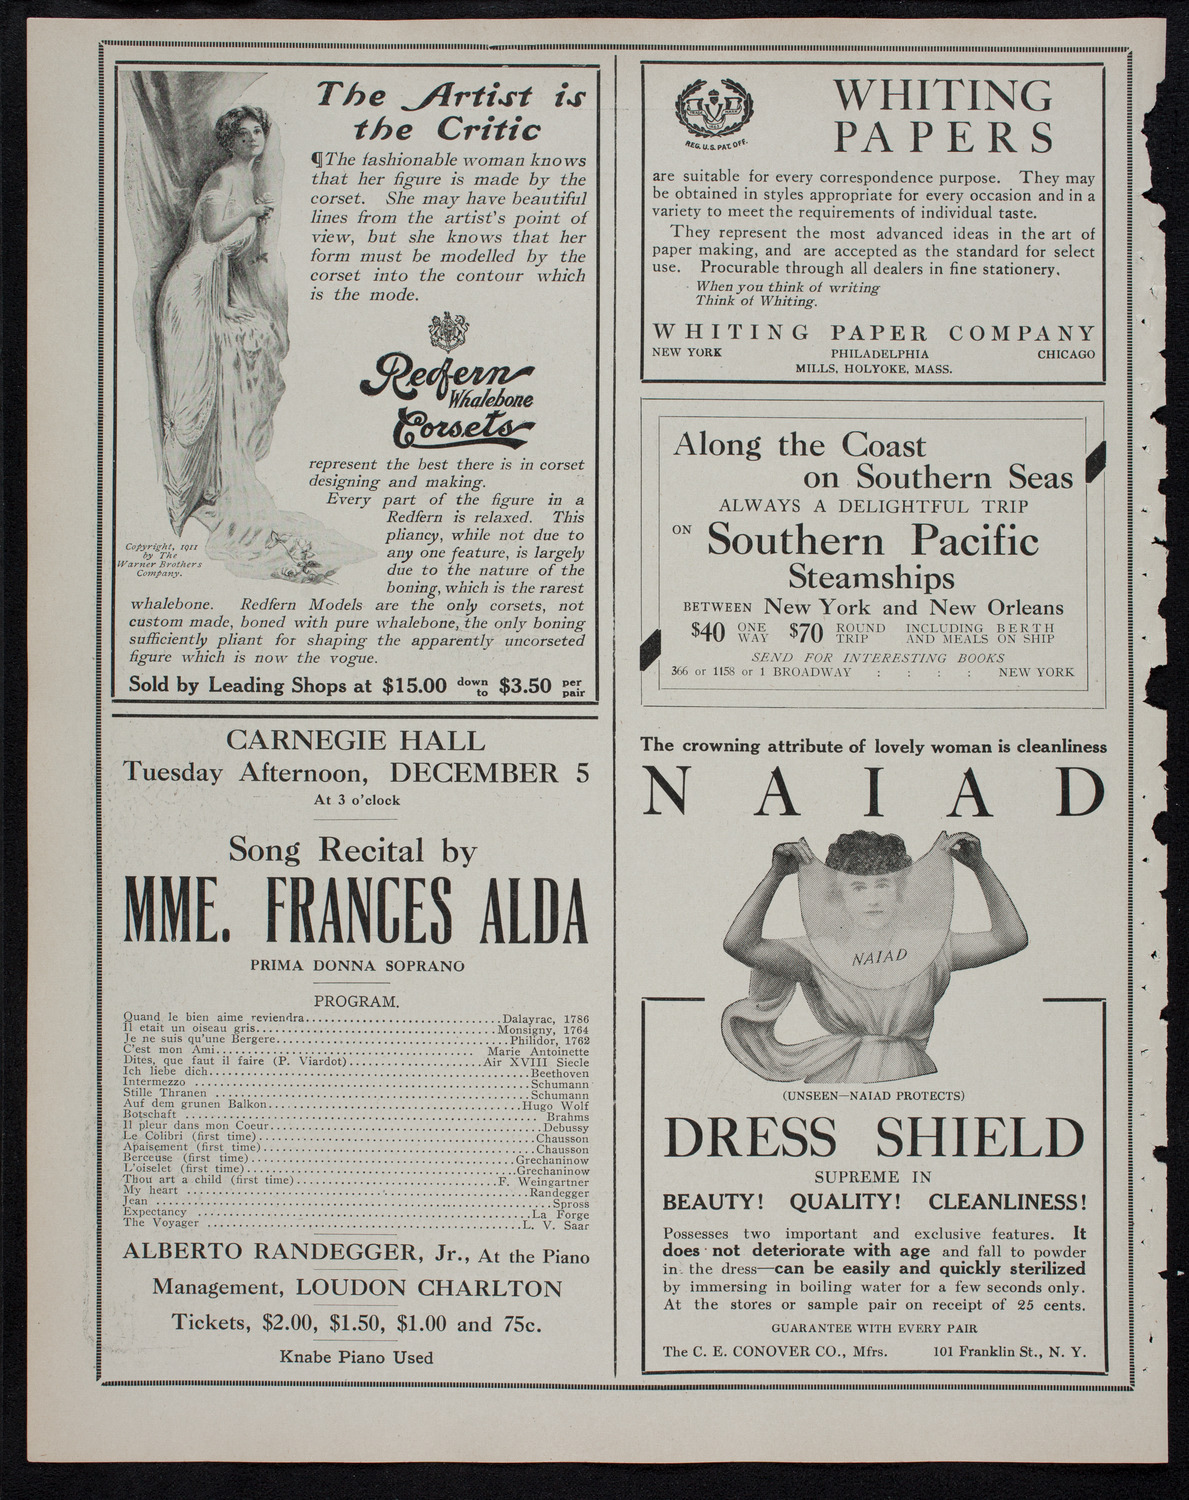 The Artist is
the Critic
¶The fashionable woman knows
that her figure is made by the
corset. She may have beautiful
lines from the artist's point of
view, but she knows that her
form must be modelled by the
corset into the contour which
is the mode.
Redfern
Whalebone
Corsets
represent the best there is in corset
designing and making.
Every part of the figure in a
Redfern is relaxed. This
pliancy, while not due to
any one feature, is largely
due to the nature of the
boning, which is the rarest
Copyright, 1911
by The
Warner Brothers
Company.
whalebone. Redfern Models are the only corsets, not
custom made, boned with pure whalebone, the only boning
sufficiently pliant for shaping the apparently uncorseted
figure which is now the vogue.
Sold by Leading Shops at $15.00 down to $3.50 per pair
CARNEGIE HALL
Tuesday Afternoon, DECEMBER 5
At 3 o'clock
Song Recital by
MME. FRANCES ALDA
PRIMA DONNA SOPRANO
PROGRAM.
Quand le bien aime reviendra..............................Dalayrac, 1786
Il etait un oiseau gris....................................Monsigny, 1764
Je ne suis qu'une Bergere...................................Philidor, 1762
C'est mon Ami........................................ Marie Antoinette
Dites, que faut il faire (P. Viardot)....................Air XVIII Siecle
Ich liebe dich................................................Beethoven
Intermezzo ..................................................Schumann
Stille Thranen ..............................................Schumann
Auf dem grunen Balkon.......................................Hugo Wolf
Botschaft ......................................................Brahms
Il pleur dans mon Coeur........................................Debussy
Le Colibri (first time).........................................Chausson
Apaisement (first time).........................................Chausson
Berceuse (first time).......................................Grechaninow
L'oiselet (first time).......................................Grechaninow
Thou art a child (first time)..............................F. Weingartner
My heart ....................................................Randegger
Jean ............................................................Spross
Expectancy ..................................................La Forge
The Voyager ................................................L. V. Saar
ALBERTO RANDEGGER, Jr., At the Piano
Management, LOUDON CHARLTON
Tickets, $2.00, $1.50, $1.00 and 75c.
Knabe Piano Used
REG. U.S. PAT. OFF.
WHITING
PAPERS
are suitable for every correspondence purpose. They may
be obtained in styles appropriate for every occasion and in a
variety to meet the requirements of individual taste.
They represent the most advanced ideas in the art of
paper making, and are accepted as the standard for select
use. Procurable through all dealers in fine stationery.
When you think of writing
Think of Whiting.
WHITING PAPER COMPANY
NEW YORK PHILADELPHIA CHICAGO
MILLS, HOLYOKE, MASS.
Along the Coast
on Southern Seas
ALWAYS A DELIGHTFUL TRIP
ON Southern Pacific
Steamships
BETWEEN New York and New Orleans
$40 ONE WAY $70 ROUND TRIP INCLUDING BERTH AND MEALS ON SHIP
SEND FOR INTERESTING BOOKS
366 or 1158 or 1 BROADWAY : : : : NEW YORK
The crowning attribute of lovely woman is cleanliness
NAIAD
NAIAD
(UNSEEN—NAIAD PROTECTS)
DRESS SHIELD
SUPREME IN
BEAUTY! QUALITY! CLEANLINESS!
Possesses two important and exclusive features. It
does not deteriorate with age and fall to powder
in the dress—can be easily and quickly sterilized
by immersing in boiling water for a few seconds only.
At the stores or sample pair on receipt of 25 cents.
GUARANTEE WITH EVERY PAIR
The C. E. CONOVER CO., Mfrs. 101 Franklin St., N. Y.